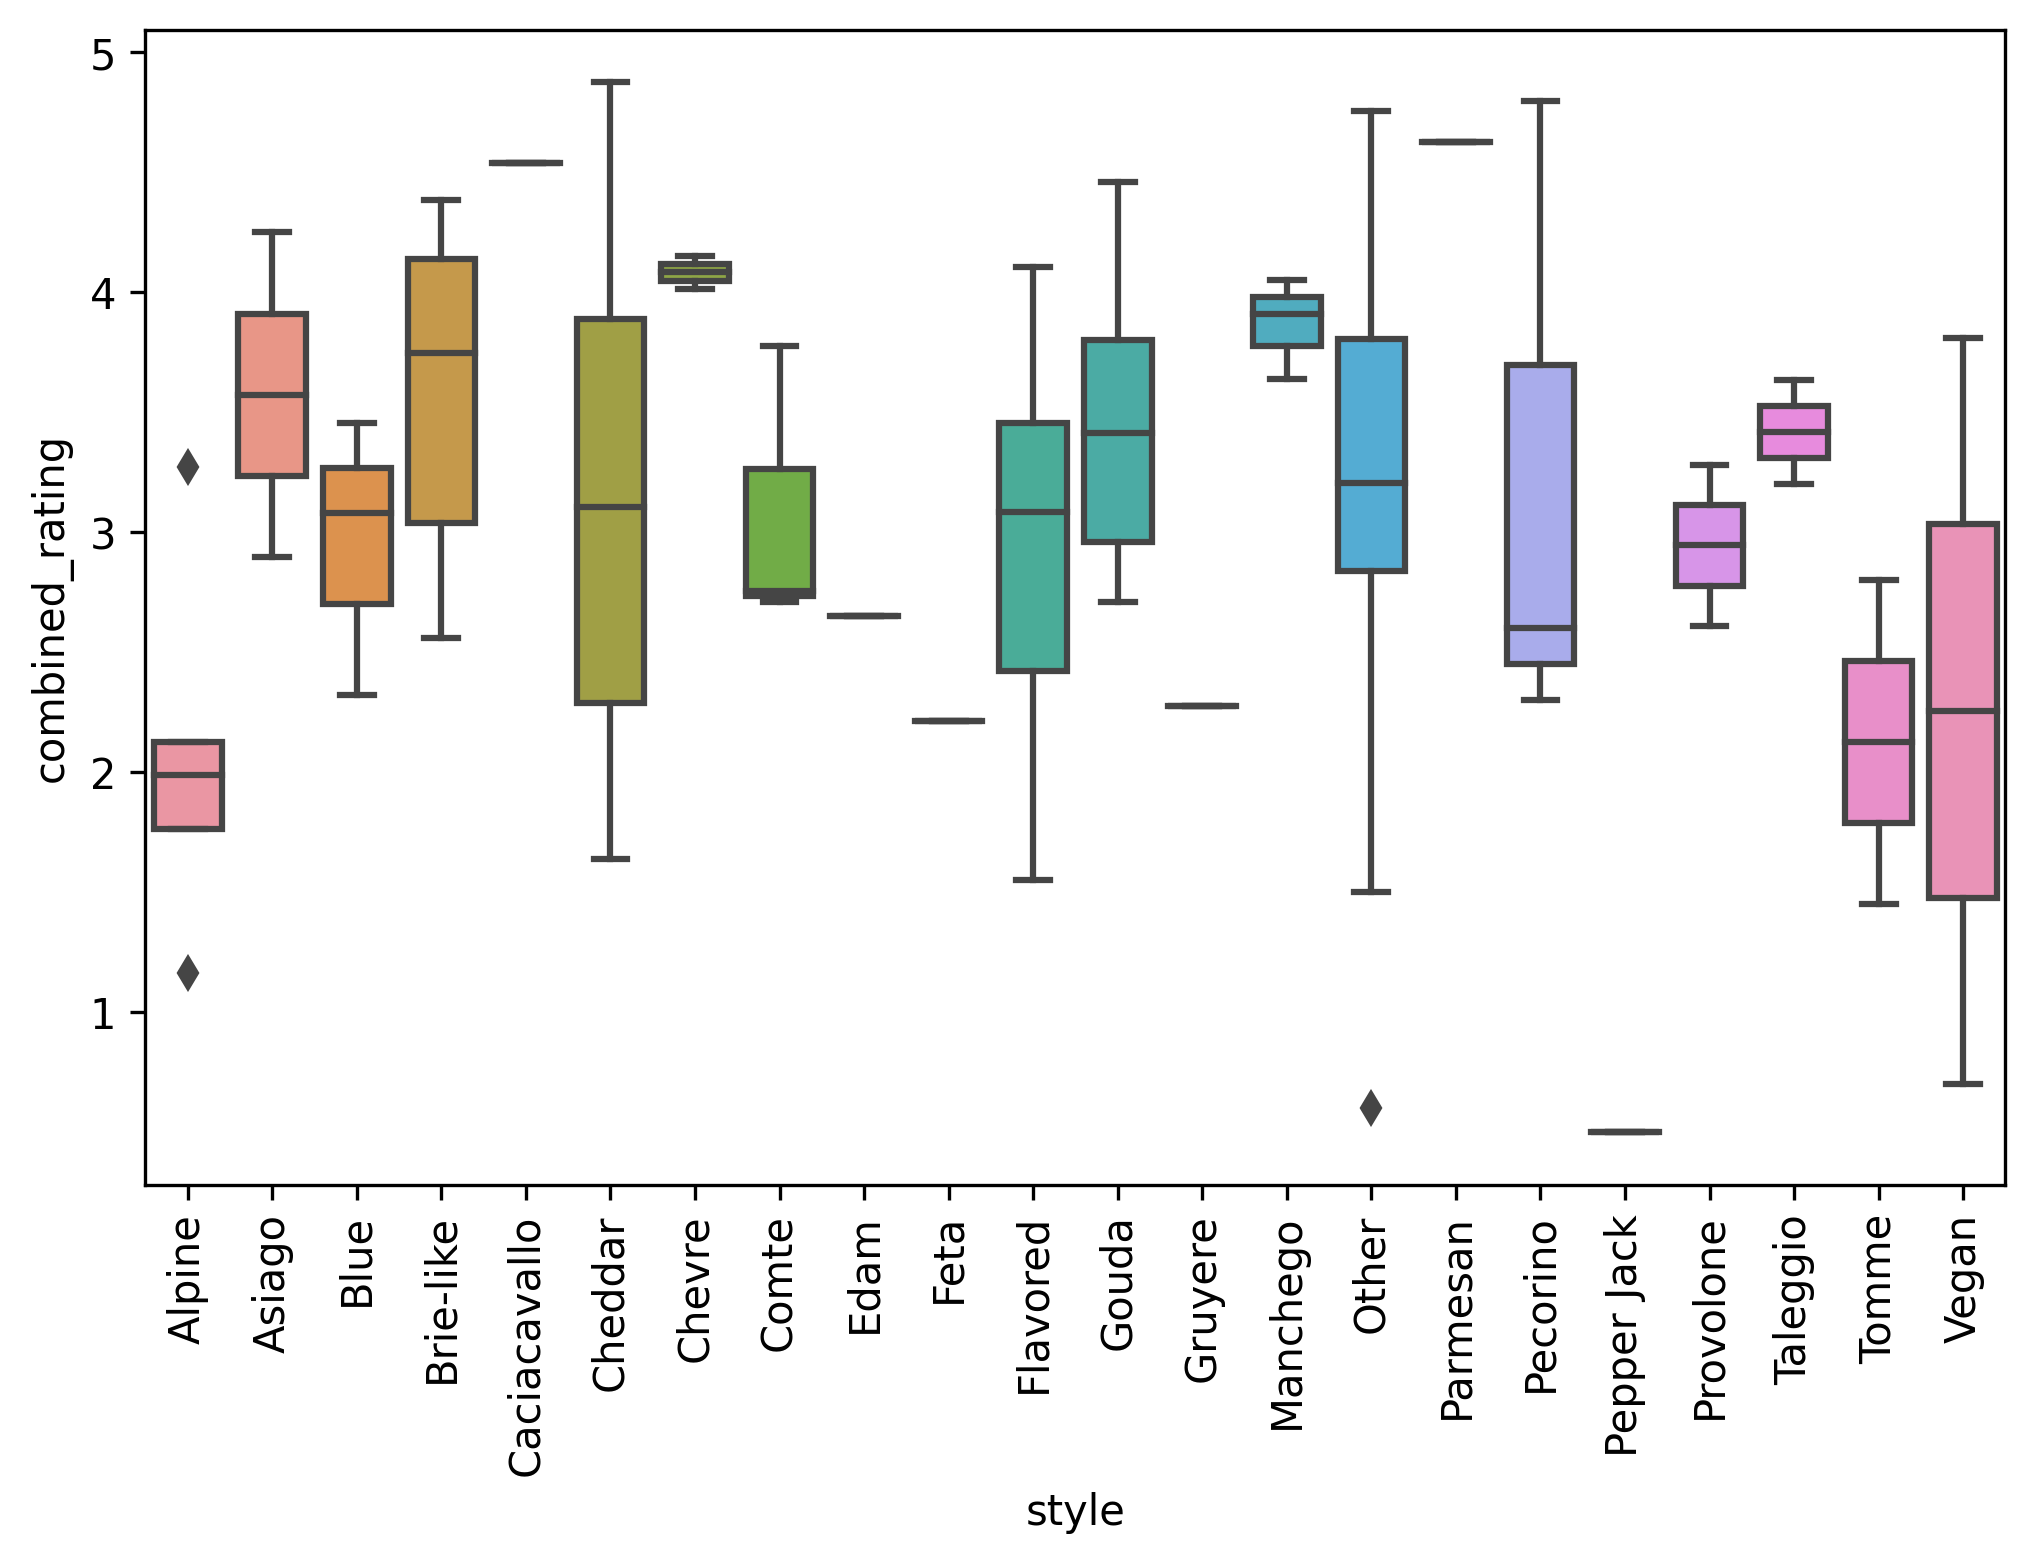 combined_rating
5
4
3
2
1
Alpine
Asiago
Blue
Brie-like
Caciacavallo
Cheddar
Chevre
Comte
Edam
Feta
Flavored
Gouda
Gruyere
Manchego
Other
Parmesan
Pecorino
Pepper Jack
Provolone
Taleggio
Tomme
Vegan
style